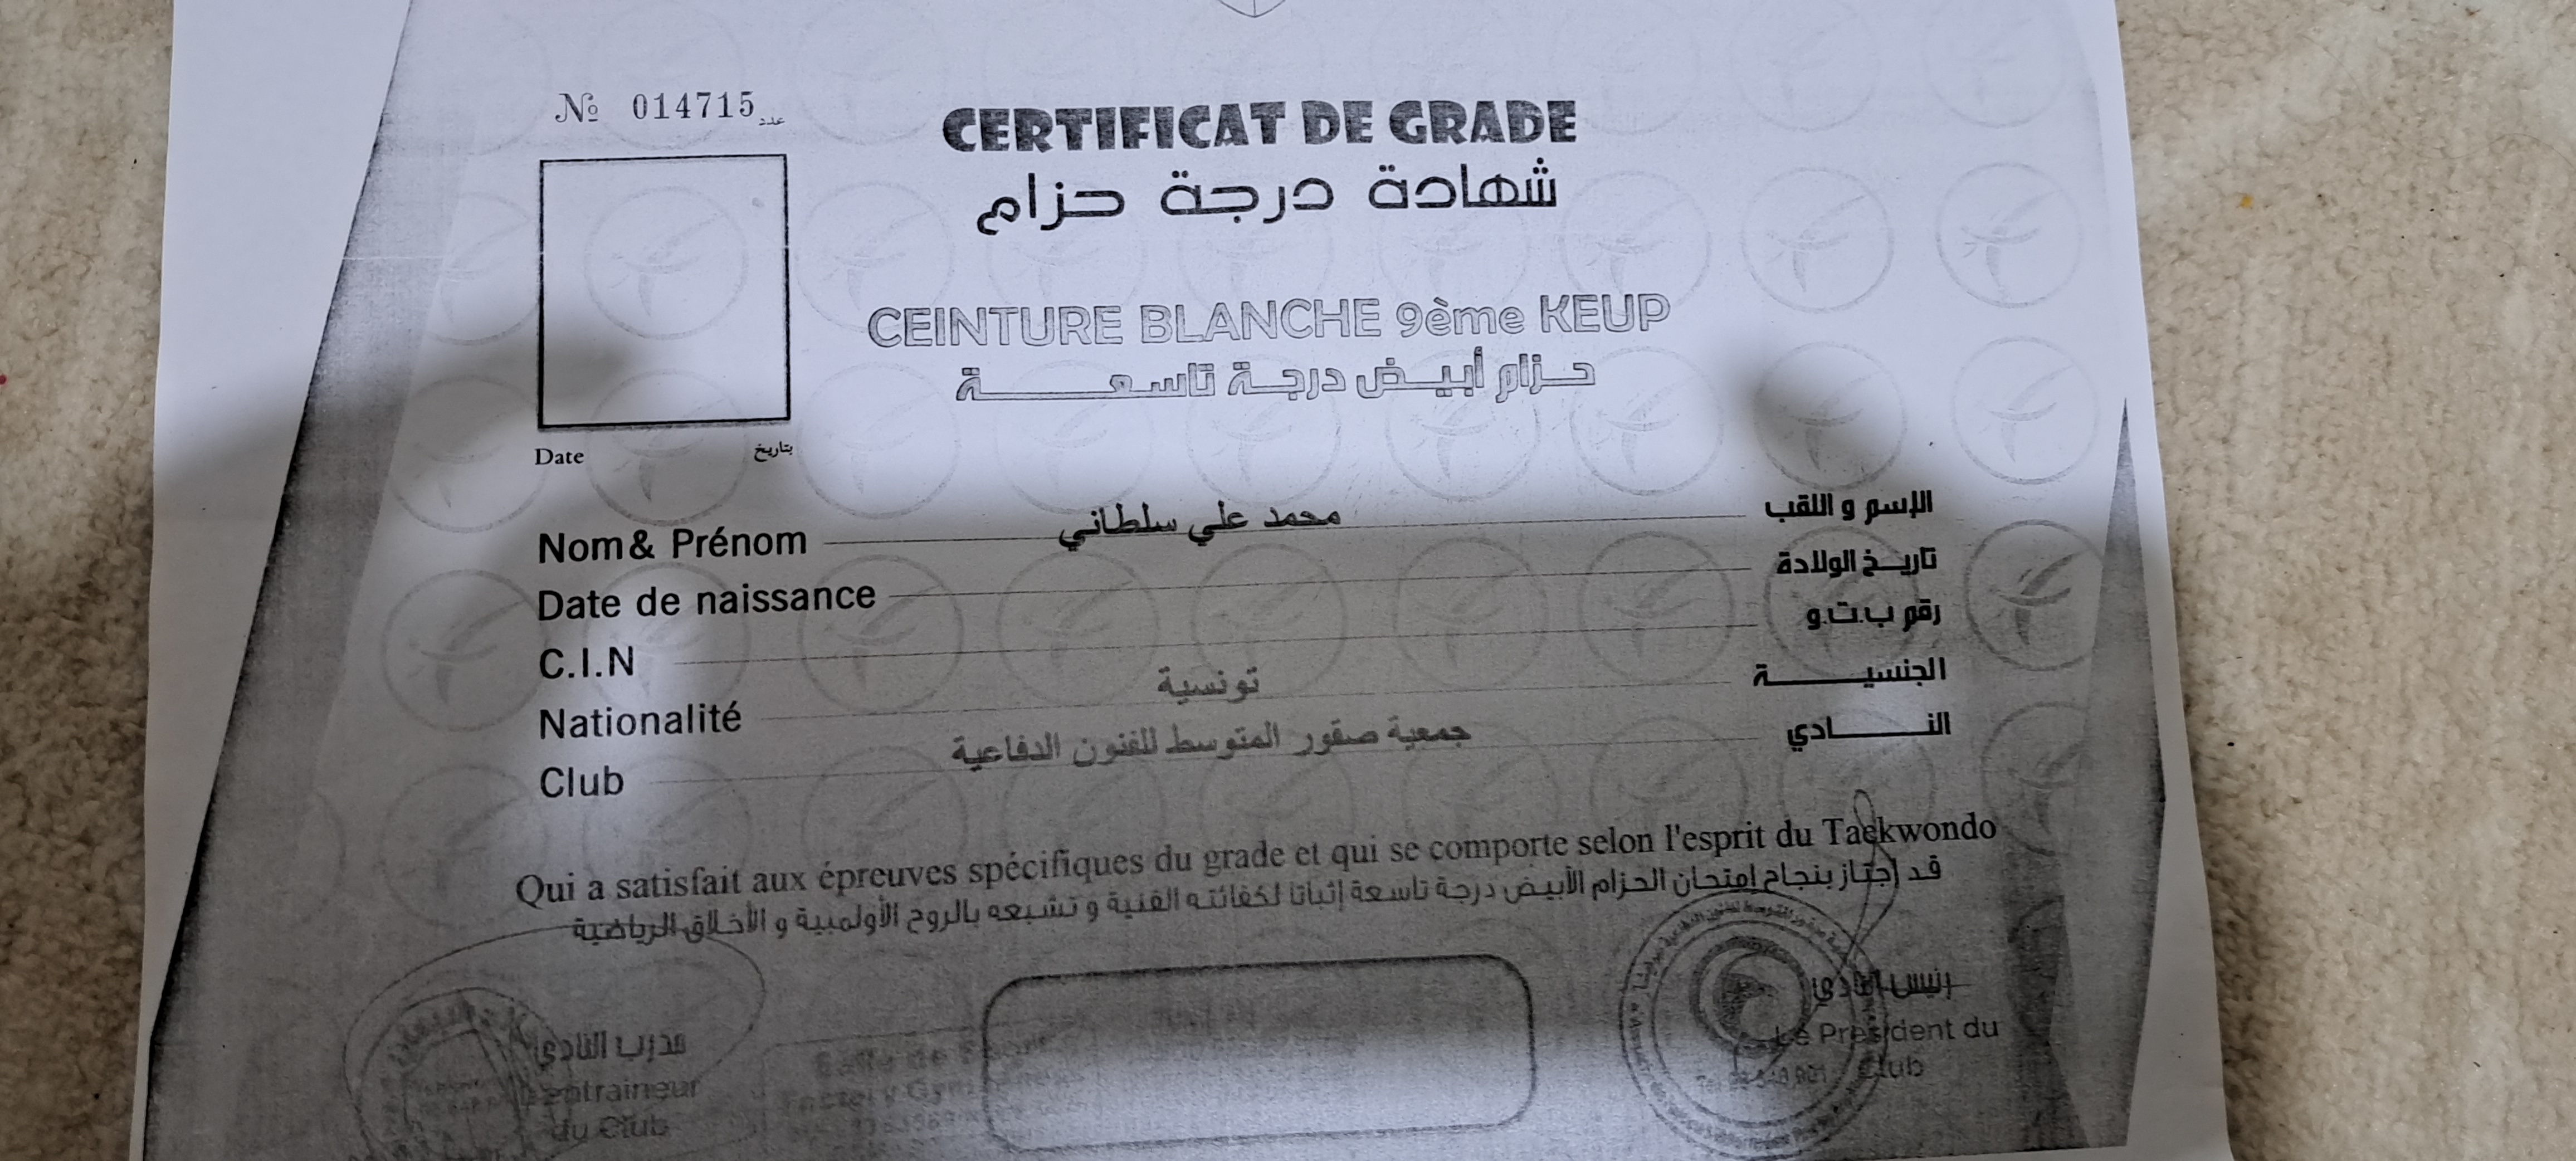 № 014715 عدد
CERTIFICAT DE GRADE
شهادة درجة حزام
CEINTURE BLANCHE 9ème KEUP
حزام أبيض درجة تاسعة
Date بتاريخ
Nom& Prénom محمد علي سلطاني الإسم و اللقب
Date de naissance تاريخ الولادة
C.I.N رقم ب.ت.و
Nationalité تونسية الجنسية
Club جمعية صقور المتوسط للفنون الدفاعية النادي
Qui a satisfait aux épreuves spécifiques du grade et qui se comporte selon l'esprit du Taekwondo
قد إجتاز بنجاح إمتحان الحزام الأبيض درجة تاسعة إثباتا لكفائته الفنية و تشبعه بالروح الأولمبية و الأخلاق الرياضية
مدرب النادي
L'entraineur
du Club
Salle de Sport
رئيس النادي
Le President du
Club